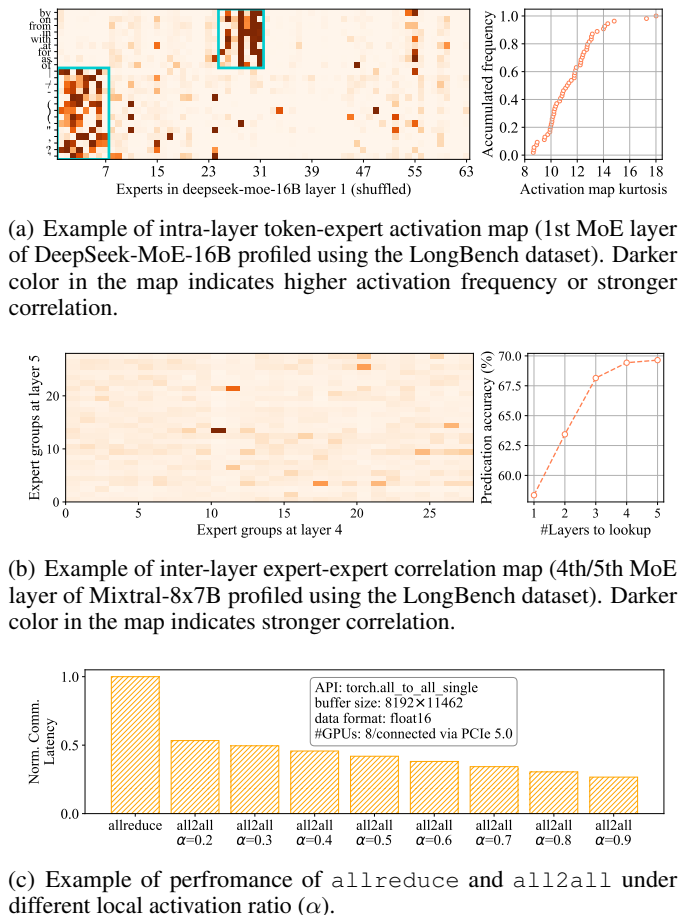 by
on
from
in
with
at
for
as
of
/
-
(
"
:
?
7 15 23 31 39 47 55 63
Experts in deepseek-moe-16B layer 1 (shuffled)
Accumulated frequency
1.0
0.8
0.6
0.4
0.2
0.0
8 10 12 14 16 18
Activation map kurtosis
(a) Example of intra-layer token-expert activation map (1st MoE layer
of DeepSeek-MoE-16B profiled using the LongBench dataset). Darker
color in the map indicates higher activation frequency or stronger
correlation.
Expert groups at layer 5
20
10
0
0 5 10 15 20 25
Expert groups at layer 4
Predication accuracy (%)
70.0
67.5
65.0
62.5
60.0
1 2 3 4 5
#Layers to lookup
(b) Example of inter-layer expert-expert correlation map (4th/5th MoE
layer of Mixtral-8x7B profiled using the LongBench dataset). Darker
color in the map indicates stronger correlation.
Norm. Comm.
Latency
1.0
0.5
0.0
API: torch.all_to_all_single
buffer size: 8192×11462
data format: float16
#GPUs: 8/connected via PCIe 5.0
allreduce all2all all2all all2all all2all all2all all2all all2all all2all
α=0.2 α=0.3 α=0.4 α=0.5 α=0.6 α=0.7 α=0.8 α=0.9
(c) Example of perfromance of allreduce and all2all under
different local activation ratio (α).